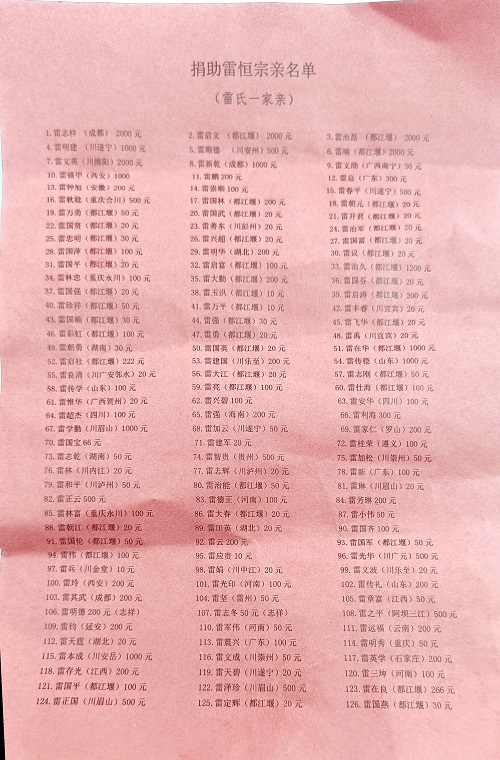 捐助雷恒宗亲名单
（雷氏一家亲）
1.雷志祥（成都）2000元 2.雷启文（都江堰）2000元 3.雷治磊（都江堰）2000元
4.雷明建（川遂宁）1000元 5.雷顺德（川安州）500元 6.雷喃（都江堰）2000元
7.雷文英（川绵阳）2000元 8.雷新乾（成都）1000元 9.雷文勋（广西南宁）30元
10.雷横甲（西安）1000 11.雷鹏200元 12.雷总（广东）300元
13.雷钟旭（安徽）200元 14.雷崇顺100元 15.雷春平（川遂宁）500元
16.雷秋稔（重庆合川）500元 17.雷国林（都江堰）200元 18.雷朝元（都江堰）20元
19.雷万勇（都江堰）50元 20.雷国武（都江堰）20元 21.雷开君（都江堰）20元
22.雷国贤（都江堰）20元 23.雷善东（川彭州）20元 24.雷治军（都江堰）20元
25.雷忠明（都江堰）30元 26.雷兴超（都江堰）20元 27.雷国富（都江堰）20元
28.雷国萍（都江堰）100元 29.雷明华（湖北）200元 30.雷议（都江堰）20元
31.雷国伟（都江堰）100元 32.雷启富（都江堰）100元 33.雷治久（都江堰）1200元
34.雷林忠（重庆永川）100元 35.雷大勤（都江堰）200元 36.雷国芬（都江堰）20元
37.雷国强（都江堰）20元 38.雷玉洪（都江堰）10元 39.雷启涛（都江堰）200元
40.雷珍祥（都江堰）50元 41.雷万平（都江堰）10元 42.雷丰春（川宜宾）20元
43.雷国顺（都江堰）30元 44.雷强（都江堰）30元 45.雷飞华（都江堰）20元
46.雷彩虹（都江堰）100元 47.雷勇（都江堰）20元 48.雷禹（川宜宾）20元
49.雷朝勇（湖南）30元 50.雷国英（都江堰）20元 51.雷在华（都江堰）1000元
52.雷启社（都江堰）222元 53.雷建国（川乐至）200元 54.雷传稳（山东）1000元
55.雷良清（川广安邻水）20元 56.雷大江（都江堰）20元 57.雷志刚（都江堰）50元
58.雷传学（山东）100元 59.雷亮（都江堰）100元 60.雷仕海（都江堰）100元
61.雷惟华（广西贺州）20元 62.雷兴碧100元 63.雷安华（四川）100元
64.雷超杰（四川）100元 65.雷强（海南）200元 66.雷利海300元
67.雷学勤（川眉山）1000元 68.雷加云（川遂宁）50元 69.雷家仁（罗山）200元
70.雷国宝66元 71.雷建军20元 72.雷桂荣（遵义）100元
73.雷志乾（湖南）50元 74.雷智贵（贵州）500元 75.雷加松（川崇州）50元
76.雷林（川内江）20元 77.雷志辉（川泸州）20元 78.雷新（广东）100元
79.雷和平（川泸州）50元 80.雷治能（都江堰）50元 81.雷琳（川眉山）20元
82.雷正云500元 83.雷德正（河南）100元 84.雷芳琳200元
85.雷林富（重庆永川）100元 86.雷大春（都江堰）20元 87.雷小伟50元
88.雷朝江（都江堰）20元 89.雷汪英（湖北）20元 90.雷国齐100元
91.雷国伦（都江堰）50元 92.雷云200元 93.雷国军（都江堰）50元
94.雷伟（都江堰）100元 95.雷应贵10元 96.雷光华（川广元）500元
97.雷兵（川金堂）10元 98.雷娟（川中江）20元 99.雷文波（川乐至）20元
100.雷玲（西安）200元 101.雷光印（河南）100元 102.雷传礼（山东）200元
103.雷其武（成都）200元 104.雷坚（雷州）50元 105.雷章富（江西）50元
106.雷明德200元（志祥） 107.雷志冬50元（志祥） 108.雷之平（阿坝三江）500元
109.雷钧（延安）200元 110.雷军伟（河南）50元 111.雷远福（云南）200元
112.雷天霆（湖北）20元 113.雷震兴（广东）100元 114.雷明秀（重庆）50元
115.雷本成（川安岳）1000元 116.雷文成（川崇州）50元 117.雷英学（石家庄）200元
118.雷存光（江西）200元 119.雷天碧（川遂宁）20元 120.雷三坤（河南）100元
121.雷国平（都江堰）100元 122.雷泽珍（川眉山）500元 123.雷在良（都江堰）266元
124.雷正国（川眉山）500元 125.雷定辉（都江堰）20元 126.雷国燕（都江堰）30元